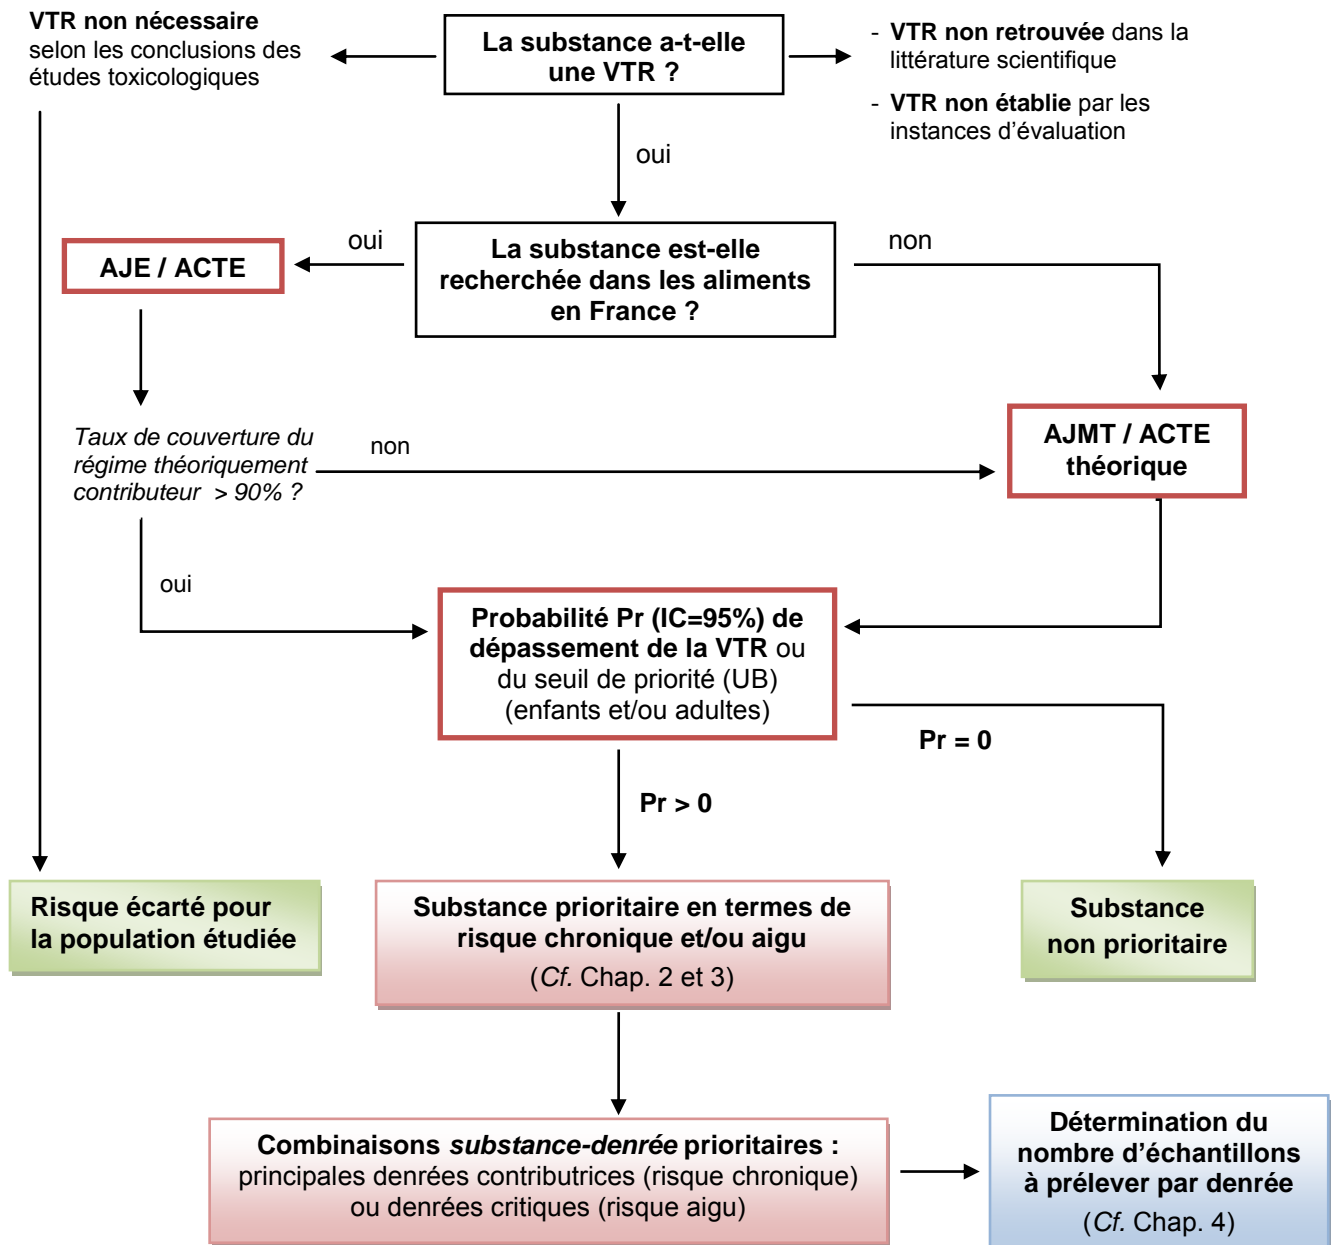 VTR non nécessaire
selon les conclusions des
études toxicologiques
La substance a-t-elle
une VTR ?
- VTR non retrouvée dans la
littérature scientifique
- VTR non établie par les
instances d'évaluation
oui
oui
La substance est-elle
recherchée dans les aliments
en France ?
non
AJE / ACTE
Taux de couverture du
régime théoriquement
contributeur > 90% ?
non
AJMT / ACTE
théorique
oui
Probabilité Pr (IC=95%) de
dépassement de la VTR ou
du seuil de priorité (UB)
(enfants et/ou adultes)
Pr = 0
Pr > 0
Risque écarté pour
la population étudiée
Substance prioritaire en termes de
risque chronique et/ou aigu
(Cf. Chap. 2 et 3)
Substance
non prioritaire
Combinaisons substance-denrée prioritaires :
principales denrées contributrices (risque chronique)
ou denrées critiques (risque aigu)
Détermination du
nombre d'échantillons
à prélever par denrée
(Cf. Chap. 4)